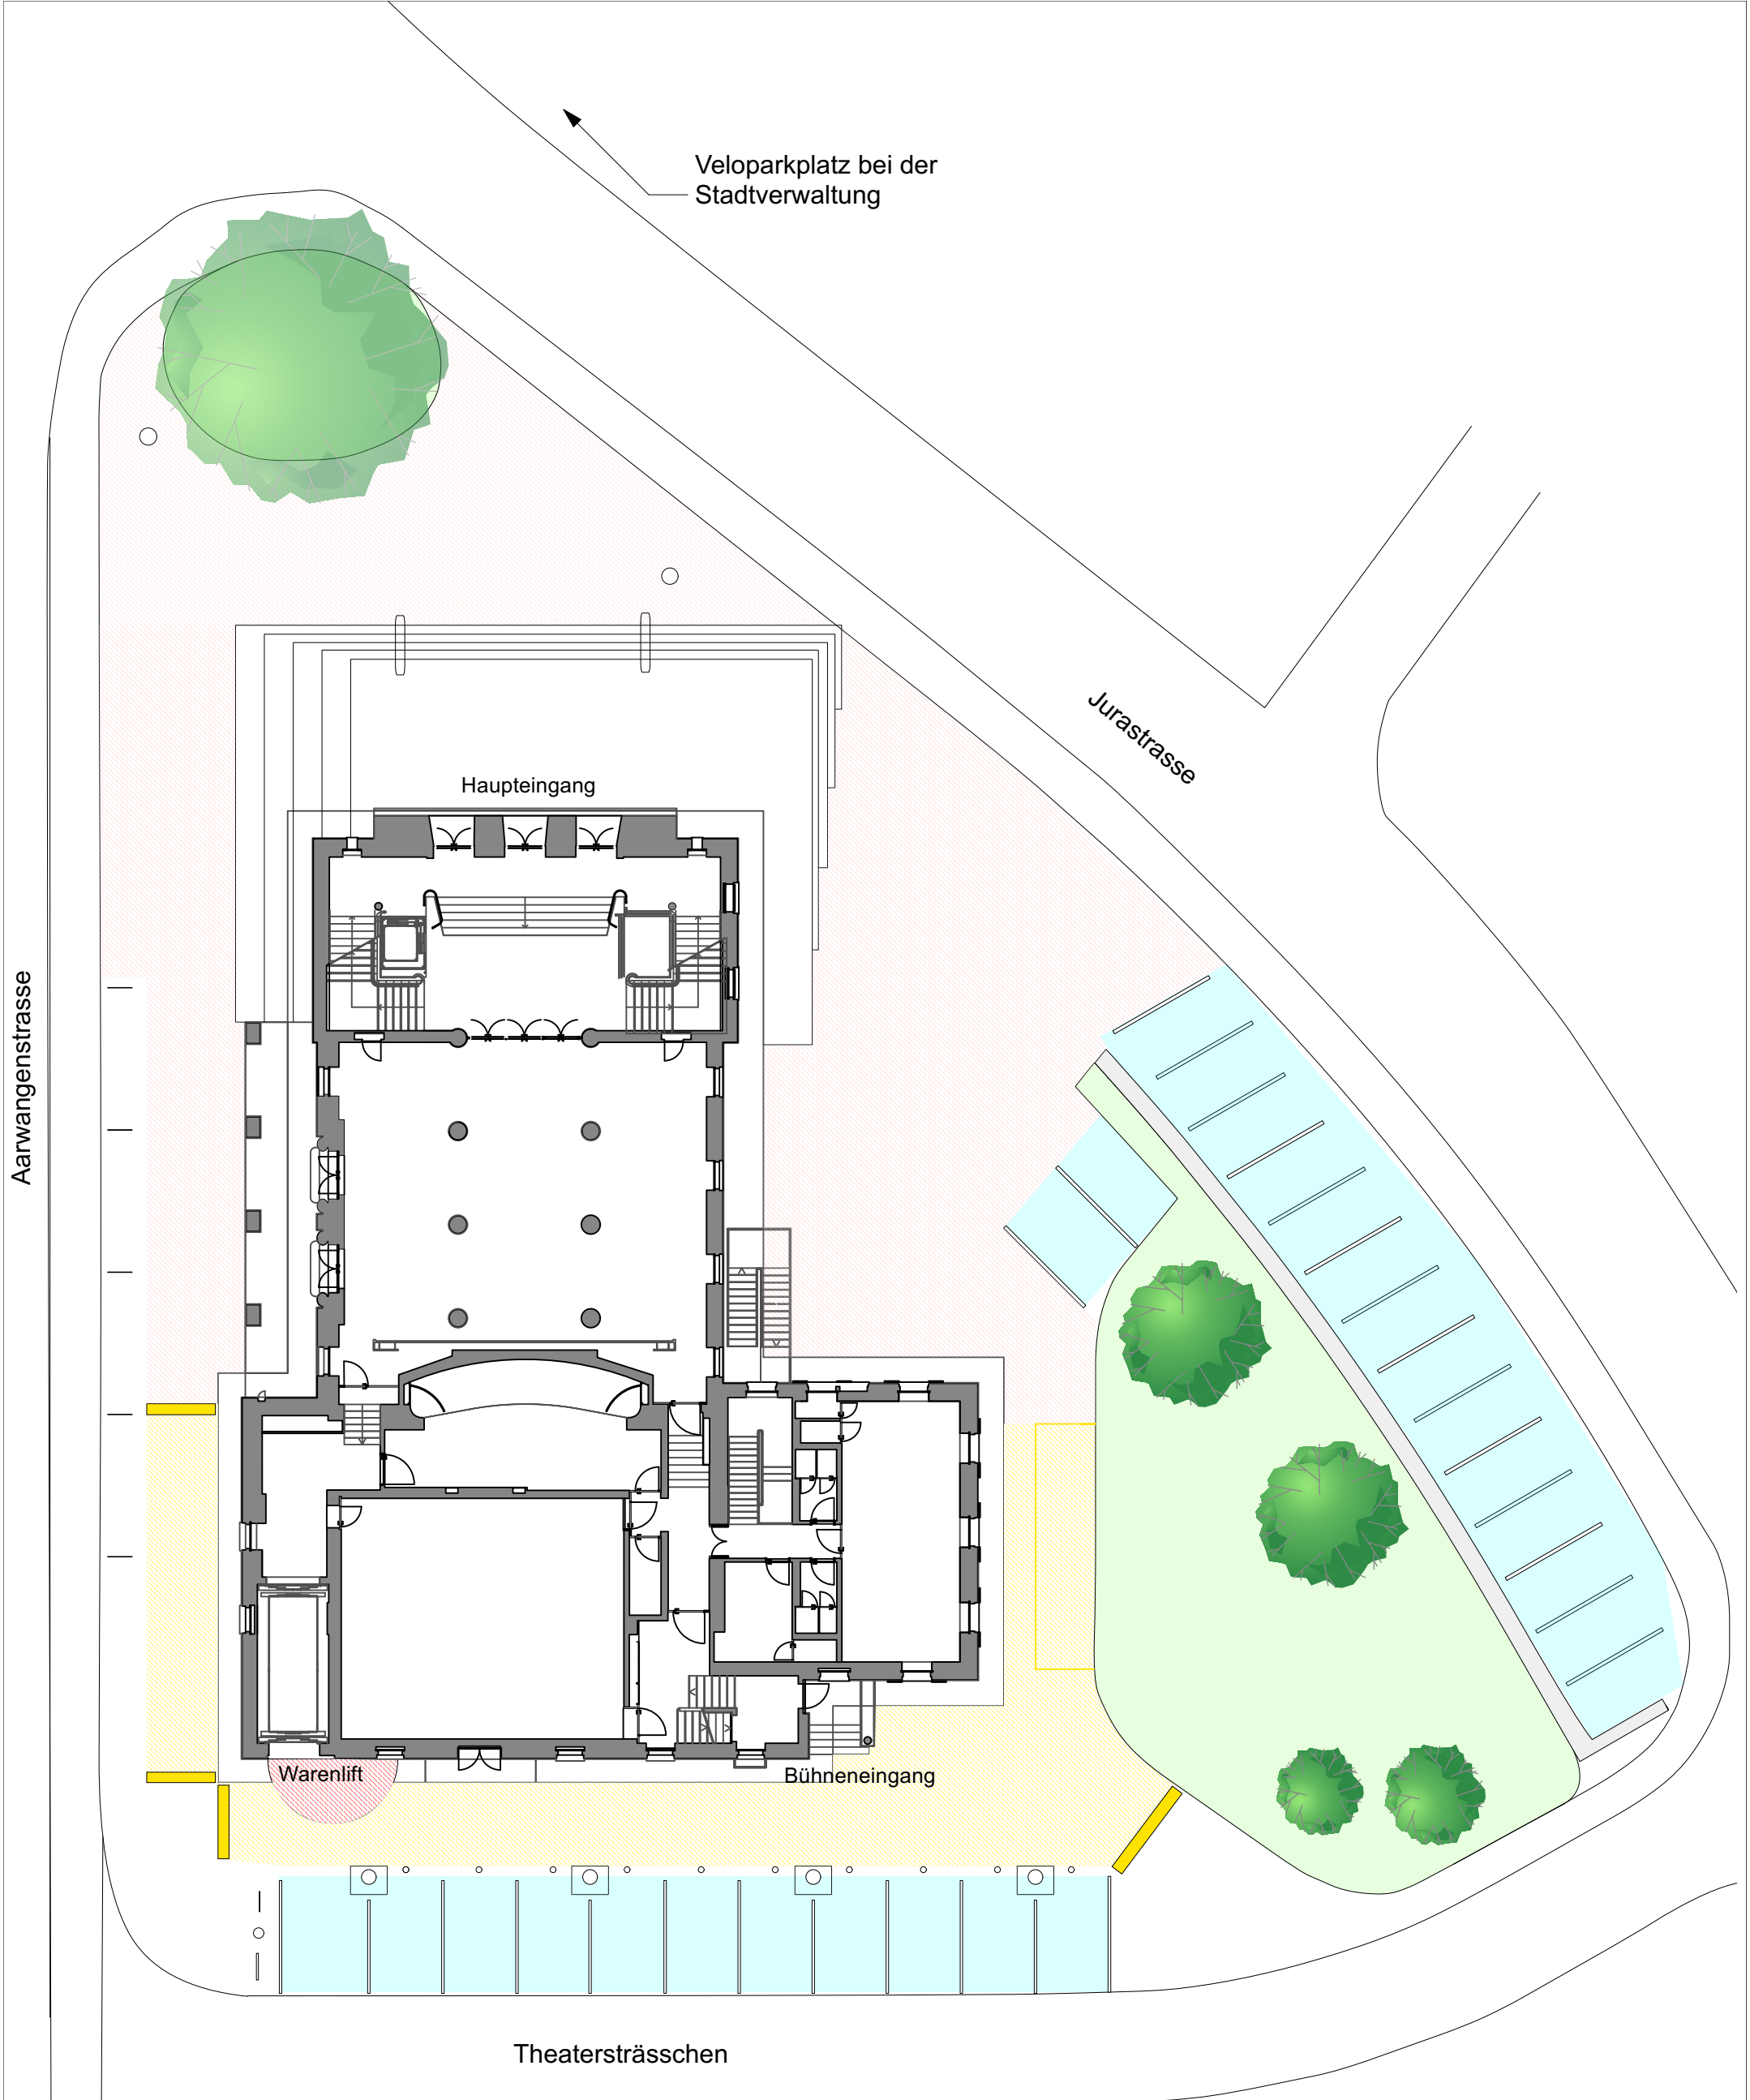 Veloparkplatz bei der
Stadtverwaltung
Jurastrasse
Haupteingang
Aarwangenstrasse
Warenlift
Bühneneingang
Theatersträsschen